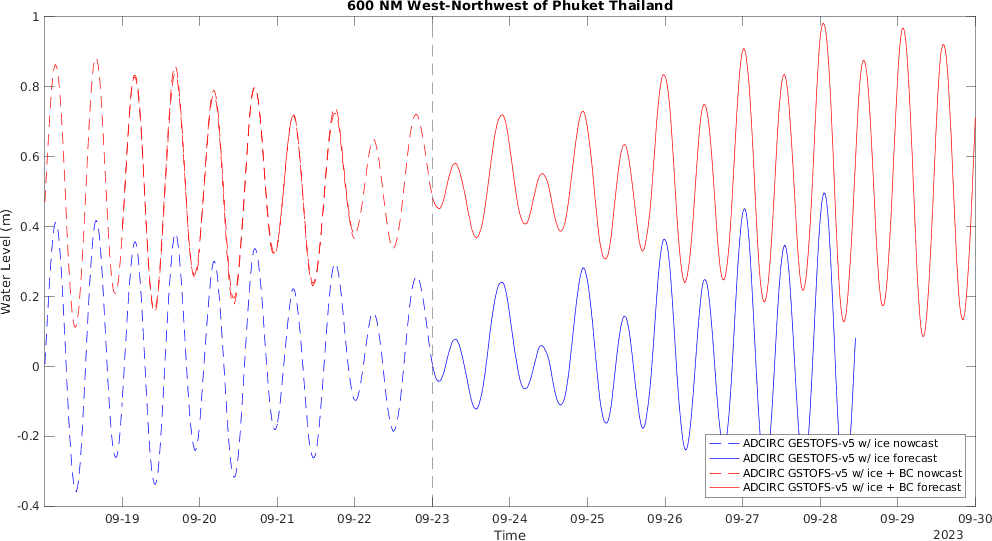 600 NM West-Northwest of Phuket Thailand
1
0.8
0.6
0.4
0.2
0
-0.2
-0.4
Water Level (m)
09-19 09-20 09-21 09-22 09-23 09-24 09-25 09-26 09-27 09-28 09-29 09-30
Time
2023
ADCIRC GESTOFS-v5 w/ ice nowcast
ADCIRC GESTOFS-v5 w/ ice forecast
ADCIRC GSTOFS-v5 w/ ice + BC nowcast
ADCIRC GSTOFS-v5 w/ ice + BC forecast